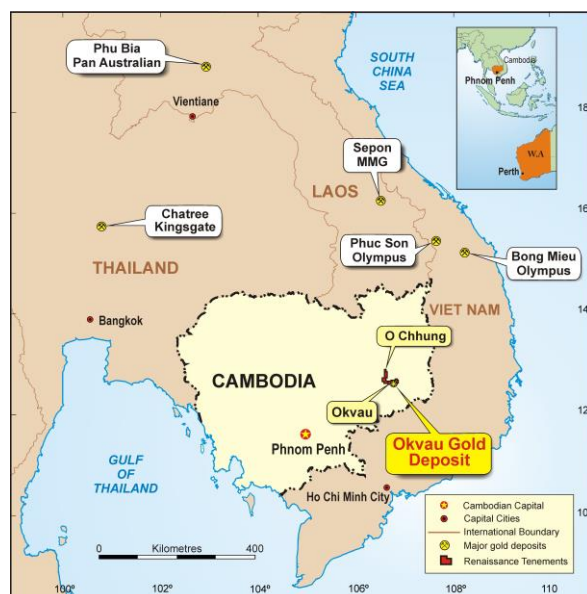 Phu Bia
Pan Australian
SOUTH
CHINA
SEA
Cambodia
Phnom Penh
W.A
Perth
Vientiane
18°
Sepon
MMG
LAOS
16°
Chatree
Kingsgate
Phuc Son
Olympus
Bong Mieu
Olympus
THAILAND
VIET NAM
14°
Bangkok
O Chhung
CAMBODIA
Okvau
12°
Phnom Penh
Okvau Gold
Deposit
GULF
OF
THAILAND
Ho Chi Minh City
10°
Cambodian Capital
Capital Cities
International Boundary
Major gold deposits
Renaissance Tenements
Kilometres
0
400
100°
102°
104°
106°
108°